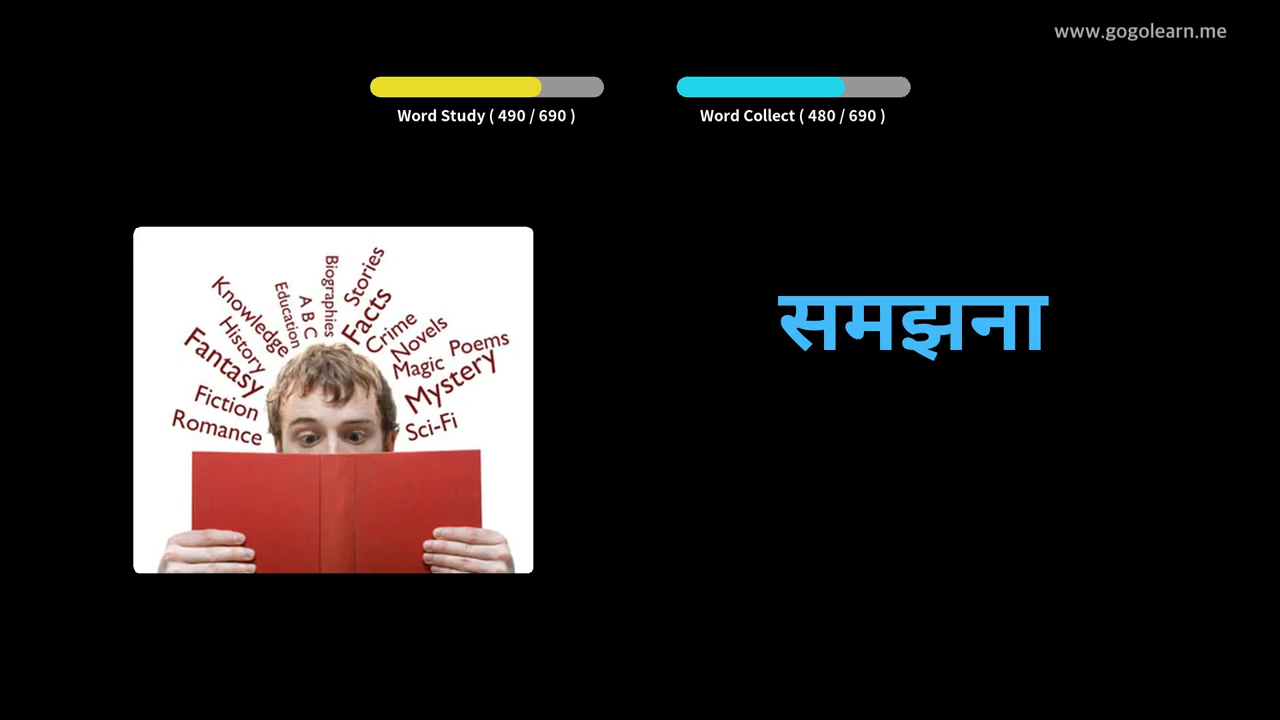 www.gogolearn.me
Word Study ( 490 / 690 )
Word Collect ( 480 / 690 )
समझना
Biographies
Stories
Education
A B C
Facts
Knowledge
Crime
History
Novels
Fantasy
Magic
Poems
Fiction
Mystery
Romance
Sci-Fi